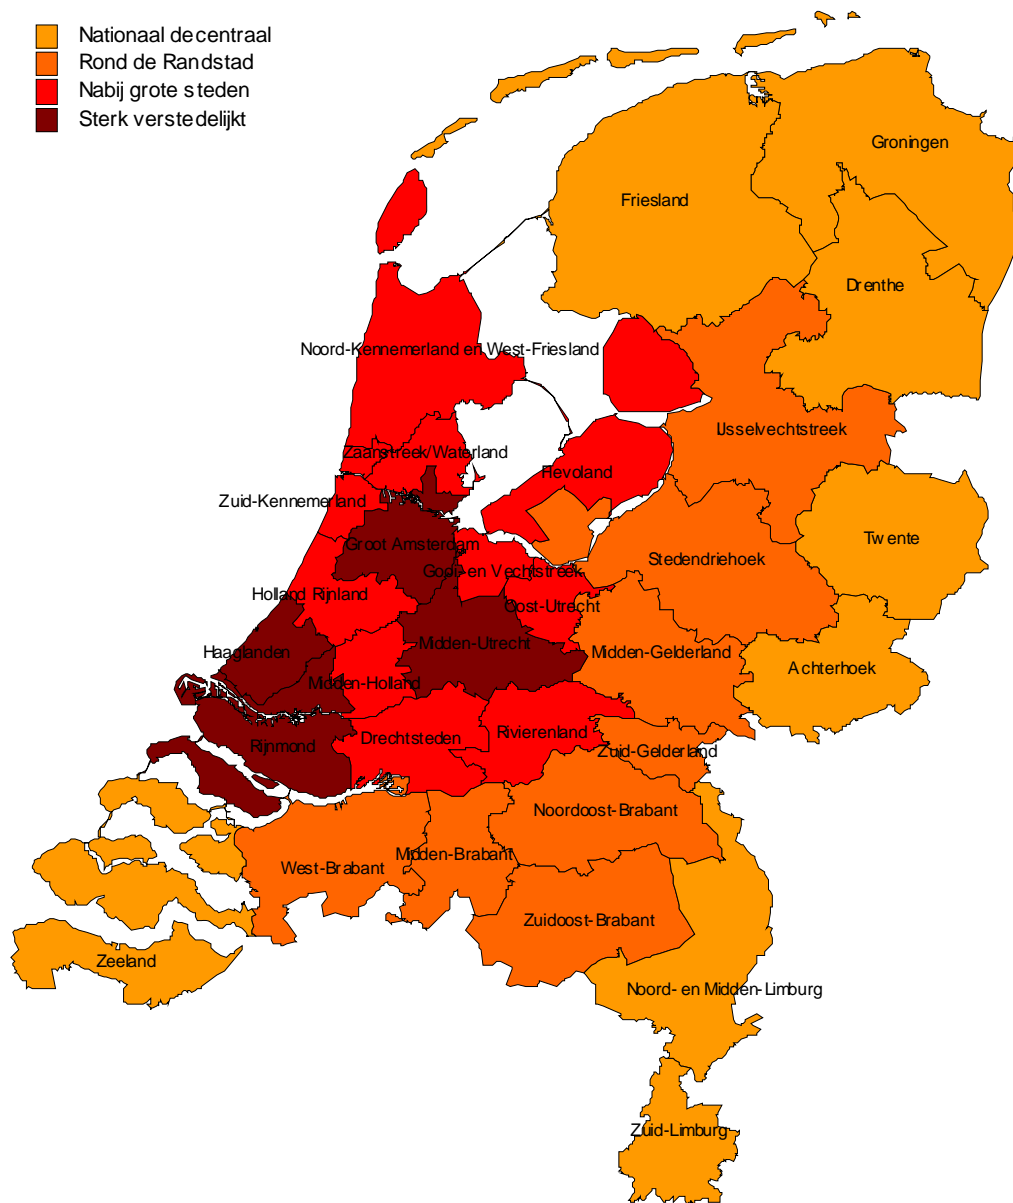 Nationaal decentraal
Rond de Randstad
Nabij grote steden
Sterk verstedelijkt
Groningen
Friesland
Drenthe
Noord-Kennemerland en West-Friesland
IJsselvechtstreek
Zaanstreek/Waterland
Flevoland
Zuid-Kennemerland
Twente
Groot Amsterdam
Stedendriehoek
Gooi- en Vechtstreek
Holland Rijnland
Oost-Utrecht
Midden-Utrecht
Haaglanden
Midden-Gelderland
Achterhoek
Midden-Holland
Rivierenland
Drechtsteden
Rijnmond
Zuid-Gelderland
Noordoost-Brabant
Midden-Brabant
West-Brabant
Zuidoost-Brabant
Zeeland
Noord- en Midden-Limburg
Zuid-Limburg